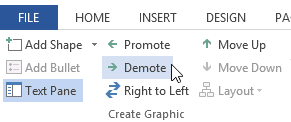 FILE HOME INSERT DESIGN
Add Shape Promote Move Up
Add Bullet Demote Move Down
Text Pane Right to Left Layout
Create Graphic